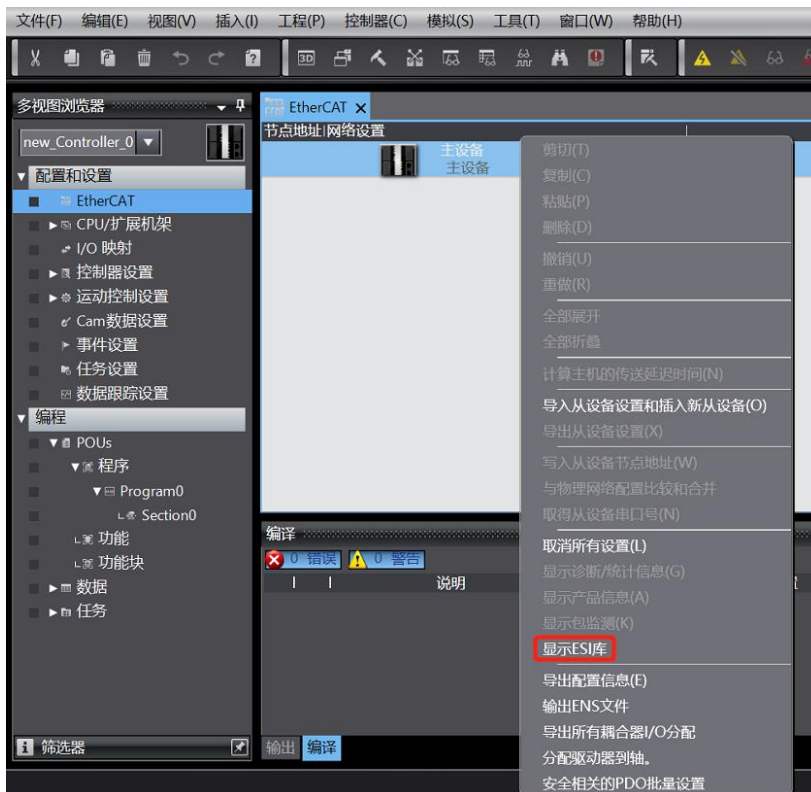 文件(F) 编辑(E) 视图(V) 插入(I) 工程(P) 控制器(C) 模拟(S) 工具(T) 窗口(W) 帮助(H)
多视图浏览器
new_Controller_0
配置和设置
EtherCAT
CPU/扩展机架
I/O 映射
控制器设置
运动控制设置
Cam数据设置
事件设置
任务设置
数据跟踪设置
编程
POUs
程序
Program0
Section0
功能
功能块
数据
任务
筛选器
EtherCAT
节点地址|网络设置
主设备
主设备
剪切(T)
复制(C)
粘贴(P)
删除(D)
撤销(U)
重做(R)
全部展开
全部折叠
计算主机的传送延迟时间(N)
导入从设备设置和插入新从设备(O)
导出从设备设置(X)
写入从设备节点地址(W)
与物理网络配置比较和合并
取得从设备串口号(N)
取消所有设置(L)
显示诊断/统计信息(G)
显示产品信息(A)
显示包监测(K)
显示ESI库
导出配置信息(E)
输出ENS文件
导出所有耦合器I/O分配
分配驱动器到轴。
安全相关的PDO批量设置
编译
0 错误 0 警告
说明
输出 编译